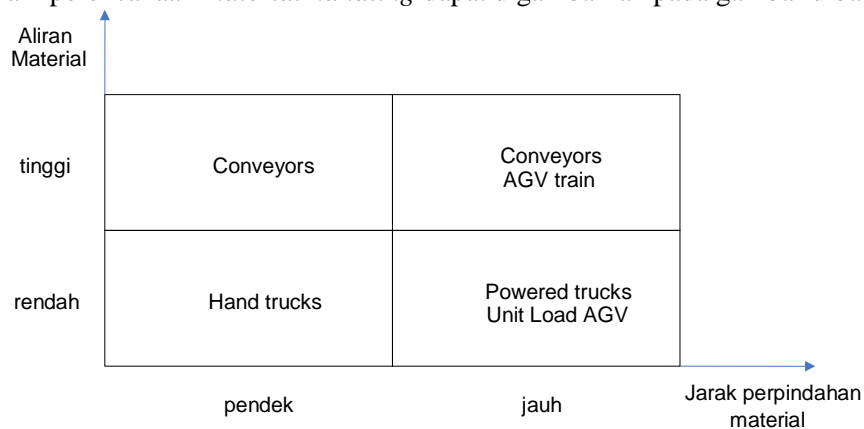 Aliran
Material
tinggi
Conveyors
Conveyors
AGV train
rendah
Hand trucks
Powered trucks
Unit Load AGV
pendek
jauh
Jarak perpindahan
material